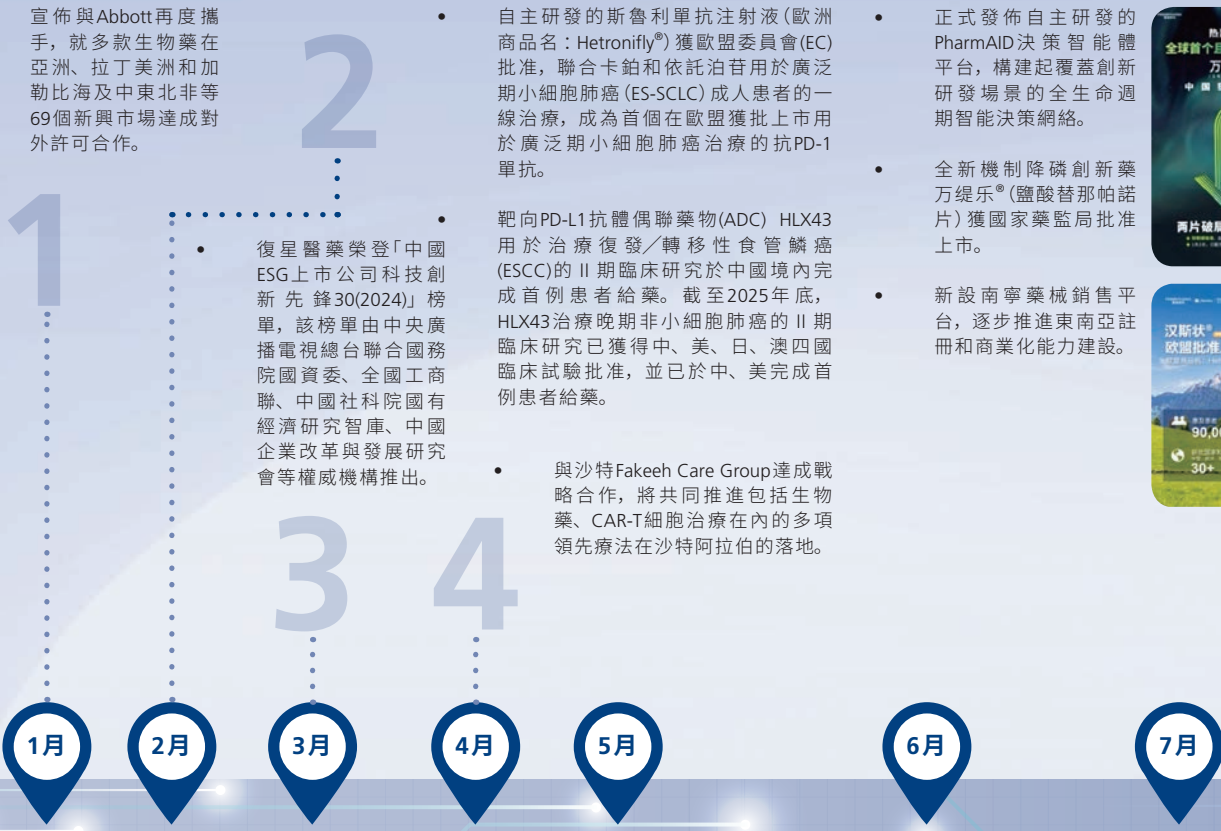 宣佈與Abbott再度攜
手，就多款生物藥在
亞洲、拉丁美洲和加
勒比海及中東北非等
69個新興市場達成對
外許可合作。
1
2
• 復星醫藥榮登「中國
ESG上市公司科技創
新先鋒30(2024)」榜
單，該榜單由中央廣
播電視總台聯合國務
院國資委、全國工商
聯、中國社科院國有
經濟研究智庫、中國
企業改革與發展研究
會等權威機構推出。
3
• 自主研發的斯魯利單抗注射液（歐洲
商品名：Hetronifly®）獲歐盟委員會(EC)
批准，聯合卡鉑和依託泊苷用於廣泛
期小細胞肺癌（ES-SCLC）成人患者的一
線治療，成為首個在歐盟獲批上市用
於廣泛期小細胞肺癌治療的抗PD-1
單抗。
• 靶向PD-L1抗體偶聯藥物(ADC) HLX43
用於治療復發／轉移性食管鱗癌
(ESCC)的II期臨床研究於中國境內完
成首例患者給藥。截至2025年底，
HLX43治療晚期非小細胞肺癌的II期
臨床研究已獲得中、美、日、澳四國
臨床試驗批准，並已於中、美完成首
例患者給藥。
• 與沙特Fakeeh Care Group達成戰
略合作，將共同推進包括生物
藥、CAR-T細胞治療在內的多項
領先療法在沙特阿拉伯的落地。
4
• 正式發佈自主研發的
PharmAID決策智能體
平台，構建起覆蓋創新
研發場景的全生命週
期智能決策網絡。
• 全新機制降磷創新藥
万缇乐®（鹽酸替那帕諾
片）獲國家藥監局批准
上市。
• 新設南寧藥械銷售平
台，逐步推進東南亞註
冊和商業化能力建設。
全球首个且
万
中国
两片破局
汉斯状®
欧盟批准
90,00
30+
1月
2月
3月
4月
5月
6月
7月